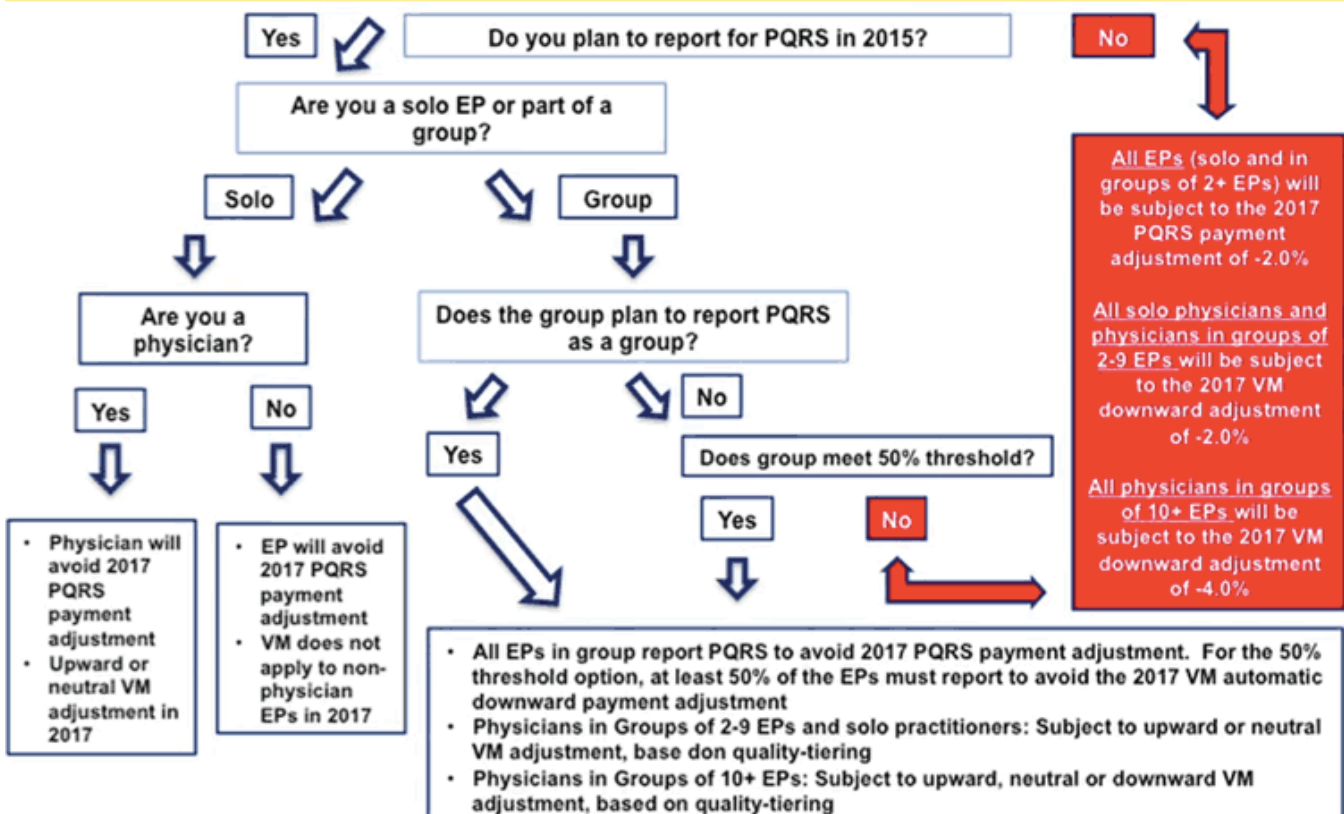 Yes
Do you plan to report for PQRS in 2015?
No
Are you a solo EP or part of a
group?
Solo
Group
Are you a
physician?
Does the group plan to report PQRS
as a group?
Yes
No
Yes
No
Does group meet 50% threshold?
Yes
No
• Physician will
avoid 2017
PQRS
payment
adjustment
• Upward or
neutral VM
adjustment in
2017
• EP will avoid
2017 PQRS
payment
adjustment
• VM does not
apply to non-
physician
EPs in 2017
• All EPs in group report PQRS to avoid 2017 PQRS payment adjustment. For the 50%
threshold option, at least 50% of the EPs must report to avoid the 2017 VM automatic
downward payment adjustment
• Physicians in Groups of 2-9 EPs and solo practitioners: Subject to upward or neutral
VM adjustment, base don quality-tiering
• Physicians in Groups of 10+ EPs: Subject to upward, neutral or downward VM
adjustment, based on quality-tiering
All EPs (solo and in
groups of 2+ EPs) will
be subject to the 2017
PQRS payment
adjustment of -2.0%
All solo physicians and
physicians in groups of
2-9 EPs will be subject
to the 2017 VM
downward adjustment
of -2.0%
All physicians in groups
of 10+ EPs will be
subject to the 2017 VM
downward adjustment
of -4.0%